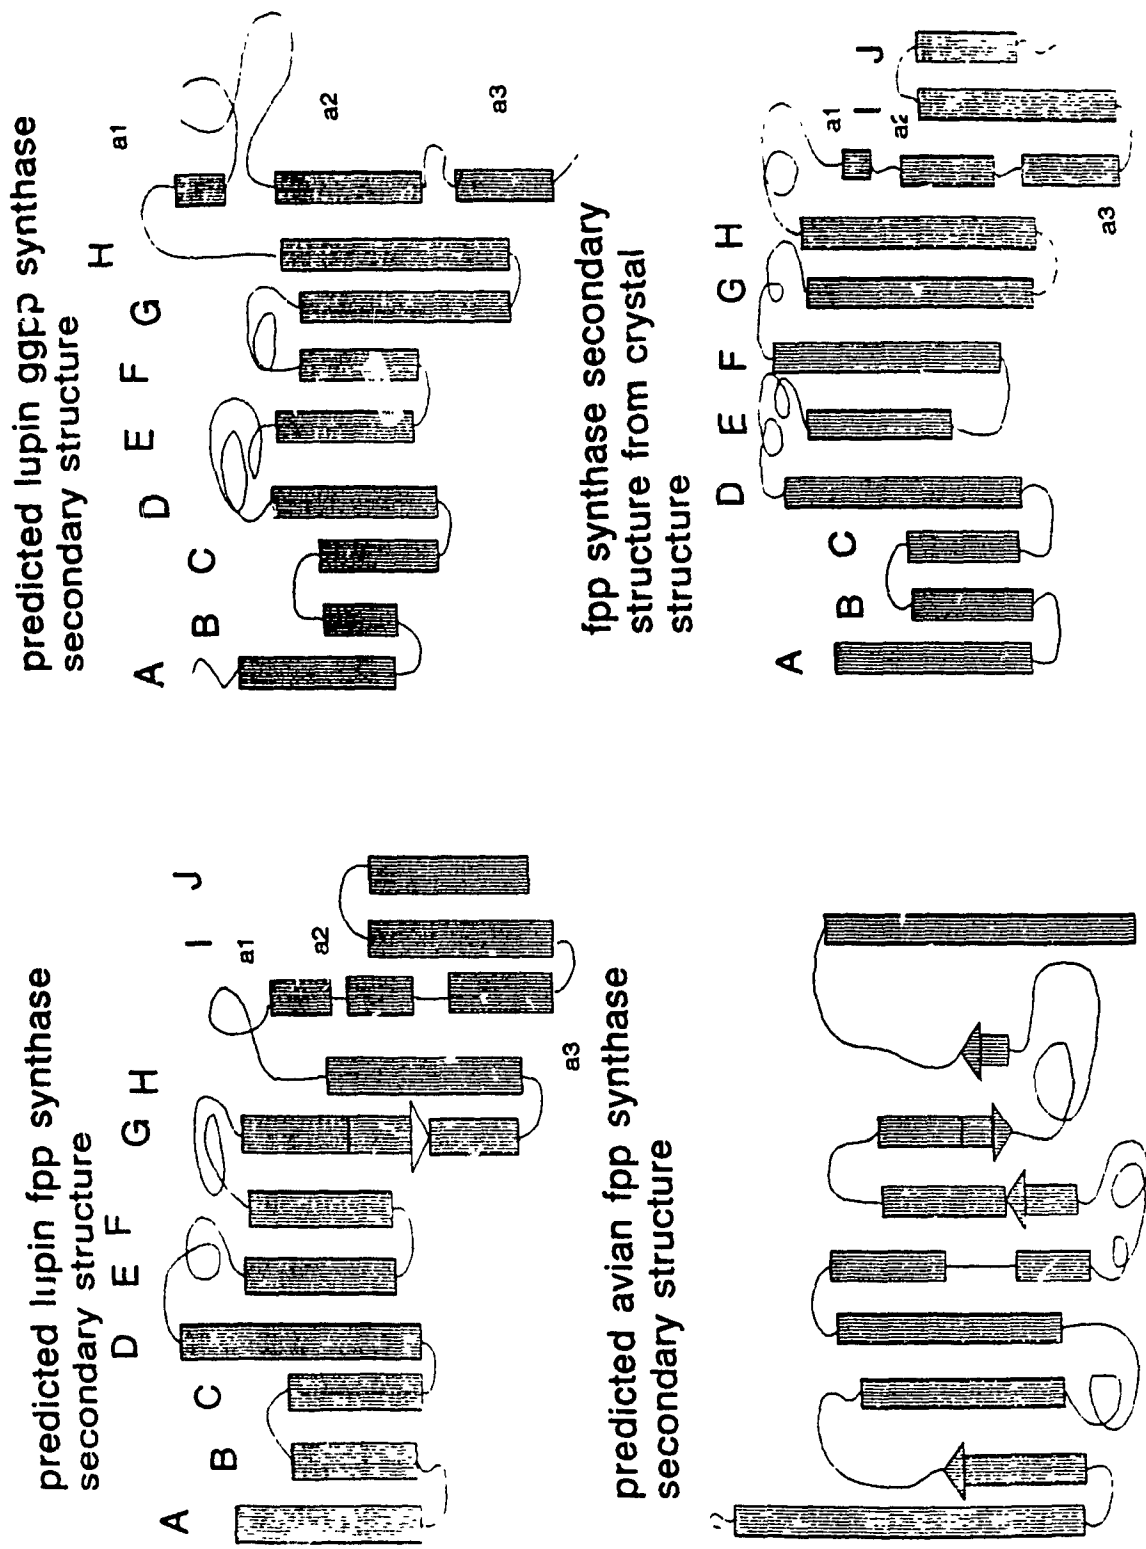 predicted lupin fpp synthase
secondary structure
A
B
C
D
E
F
G
H
I
J
a1
a2
a3
predicted lupin ggpp synthase
secondary structure
A
B
C
D
E
F
G
H
a1
a2
a3
predicted avian fpp synthase
secondary structure
fpp synthase secondary
structure from crystal
structure
A
B
C
D
E
F
G
H
I
J
a1
a2
a3